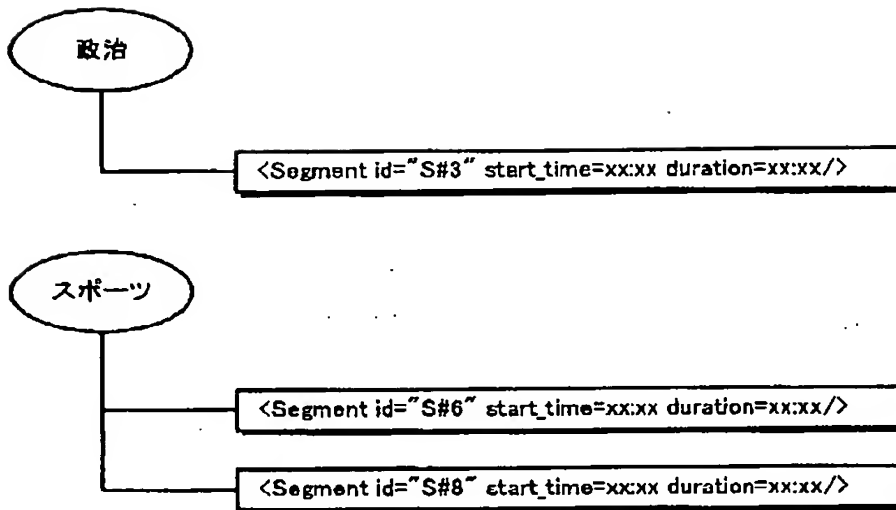 政治
<Segment id="S#3" start_time=xx:xx duration=xx:xx/>
スポーツ
<Segment id="S#6" start_time=xx:xx duration=xx:xx/>
<Segment id="S#8" start_time=xx:xx duration=xx:xx/>